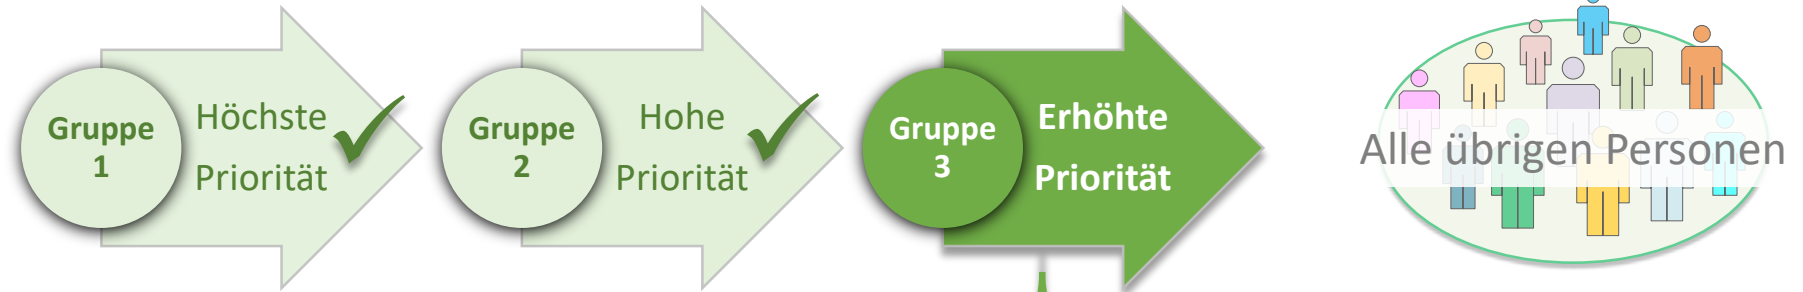 Gruppe
1
Höchste
Priorität
Gruppe
2
Hohe
Priorität
Gruppe
3
Erhöhte
Priorität
Alle übrigen Personen